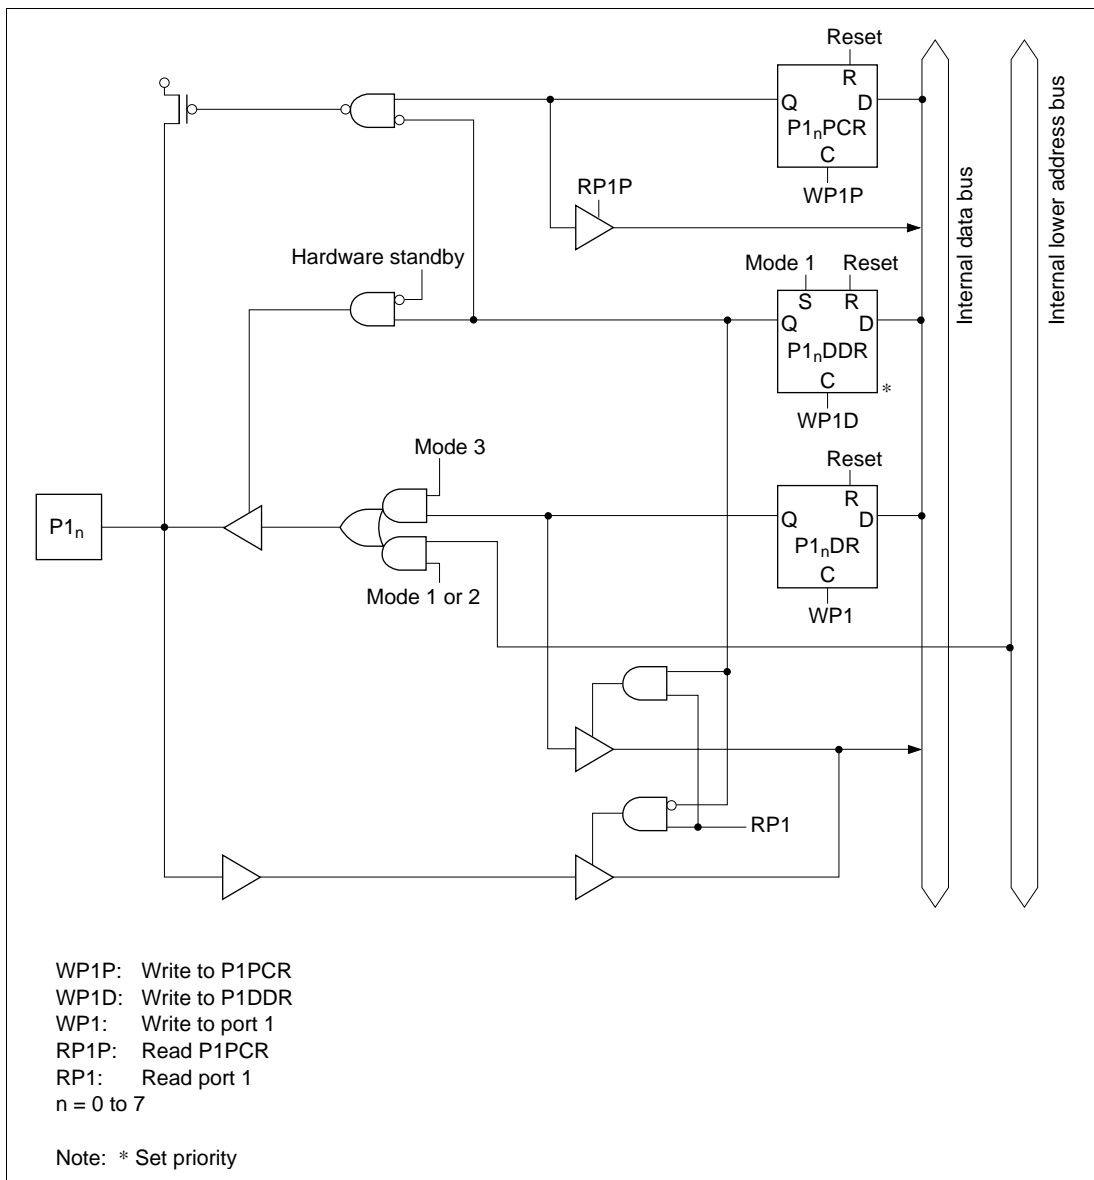 Reset
R
Q D
P1nPCR
C
WP1P
RP1P
Internal data bus
Internal lower address bus
Hardware standby
Mode 1 Reset
S R
Q D
P1nDDR
C
*
WP1D
Mode 3
Reset
R
Q D
P1nDR
C
WP1
P1n
Mode 1 or 2
RP1
WP1P: Write to P1PCR
WP1D: Write to P1DDR
WP1: Write to port 1
RP1P: Read P1PCR
RP1: Read port 1
n = 0 to 7
Note: * Set priority